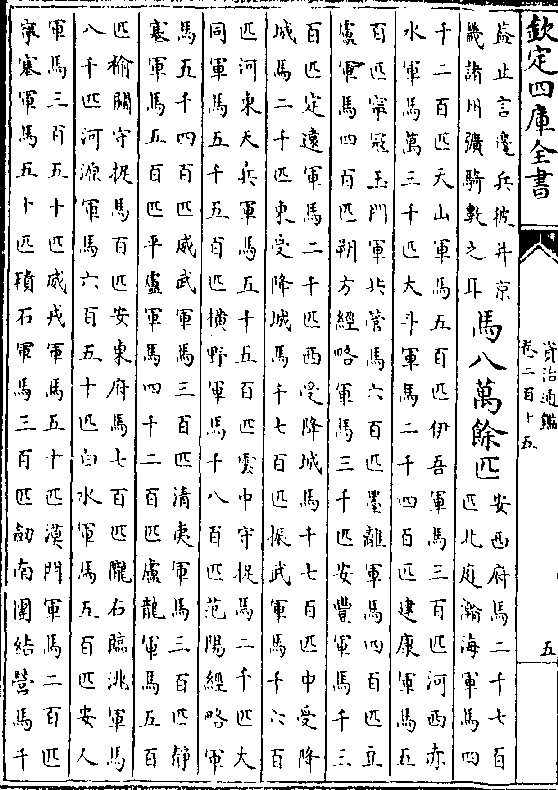 欽定四庫全書
資治通鑑
卷二百十五
五
益止言邊兵彼并京
畿諸州彍騎數之耳
馬八萬餘匹
安西府馬二千七百
匹北庭瀚海軍馬四
千二百匹天山軍馬五百匹伊吾軍馬三百匹河西赤
水軍馬萬三千匹大斗軍馬二千四百匹建康軍馬五
百匹寜冦玉門軍共管馬六百匹墨離軍馬四百匹豆
盧軍馬四百匹朔方經略軍馬三千匹安豐軍馬千三
百匹定遠軍馬二千匹西受降城馬千七百匹中受降
城馬二千匹東受降城馬千七百匹振武軍馬千六百
匹河東天兵軍馬五千五百匹雲中守捉馬二千匹大
同軍馬五千五百匹横野軍馬千八百匹范陽經略軍
馬五千四百匹威武軍馬三百匹清夷軍馬三百匹静
塞軍馬五百匹平盧軍馬四千二百匹盧龍軍馬五百
匹榆關守捉馬百匹安東府馬七百匹隴右臨洮軍馬
八千匹河源軍馬六百五十匹白水軍馬五百匹安人
軍馬三百五十匹威戎軍馬五十匹漠門軍馬二百匹
寜塞軍馬五十匹積石軍馬三百匹劒南團結營馬千